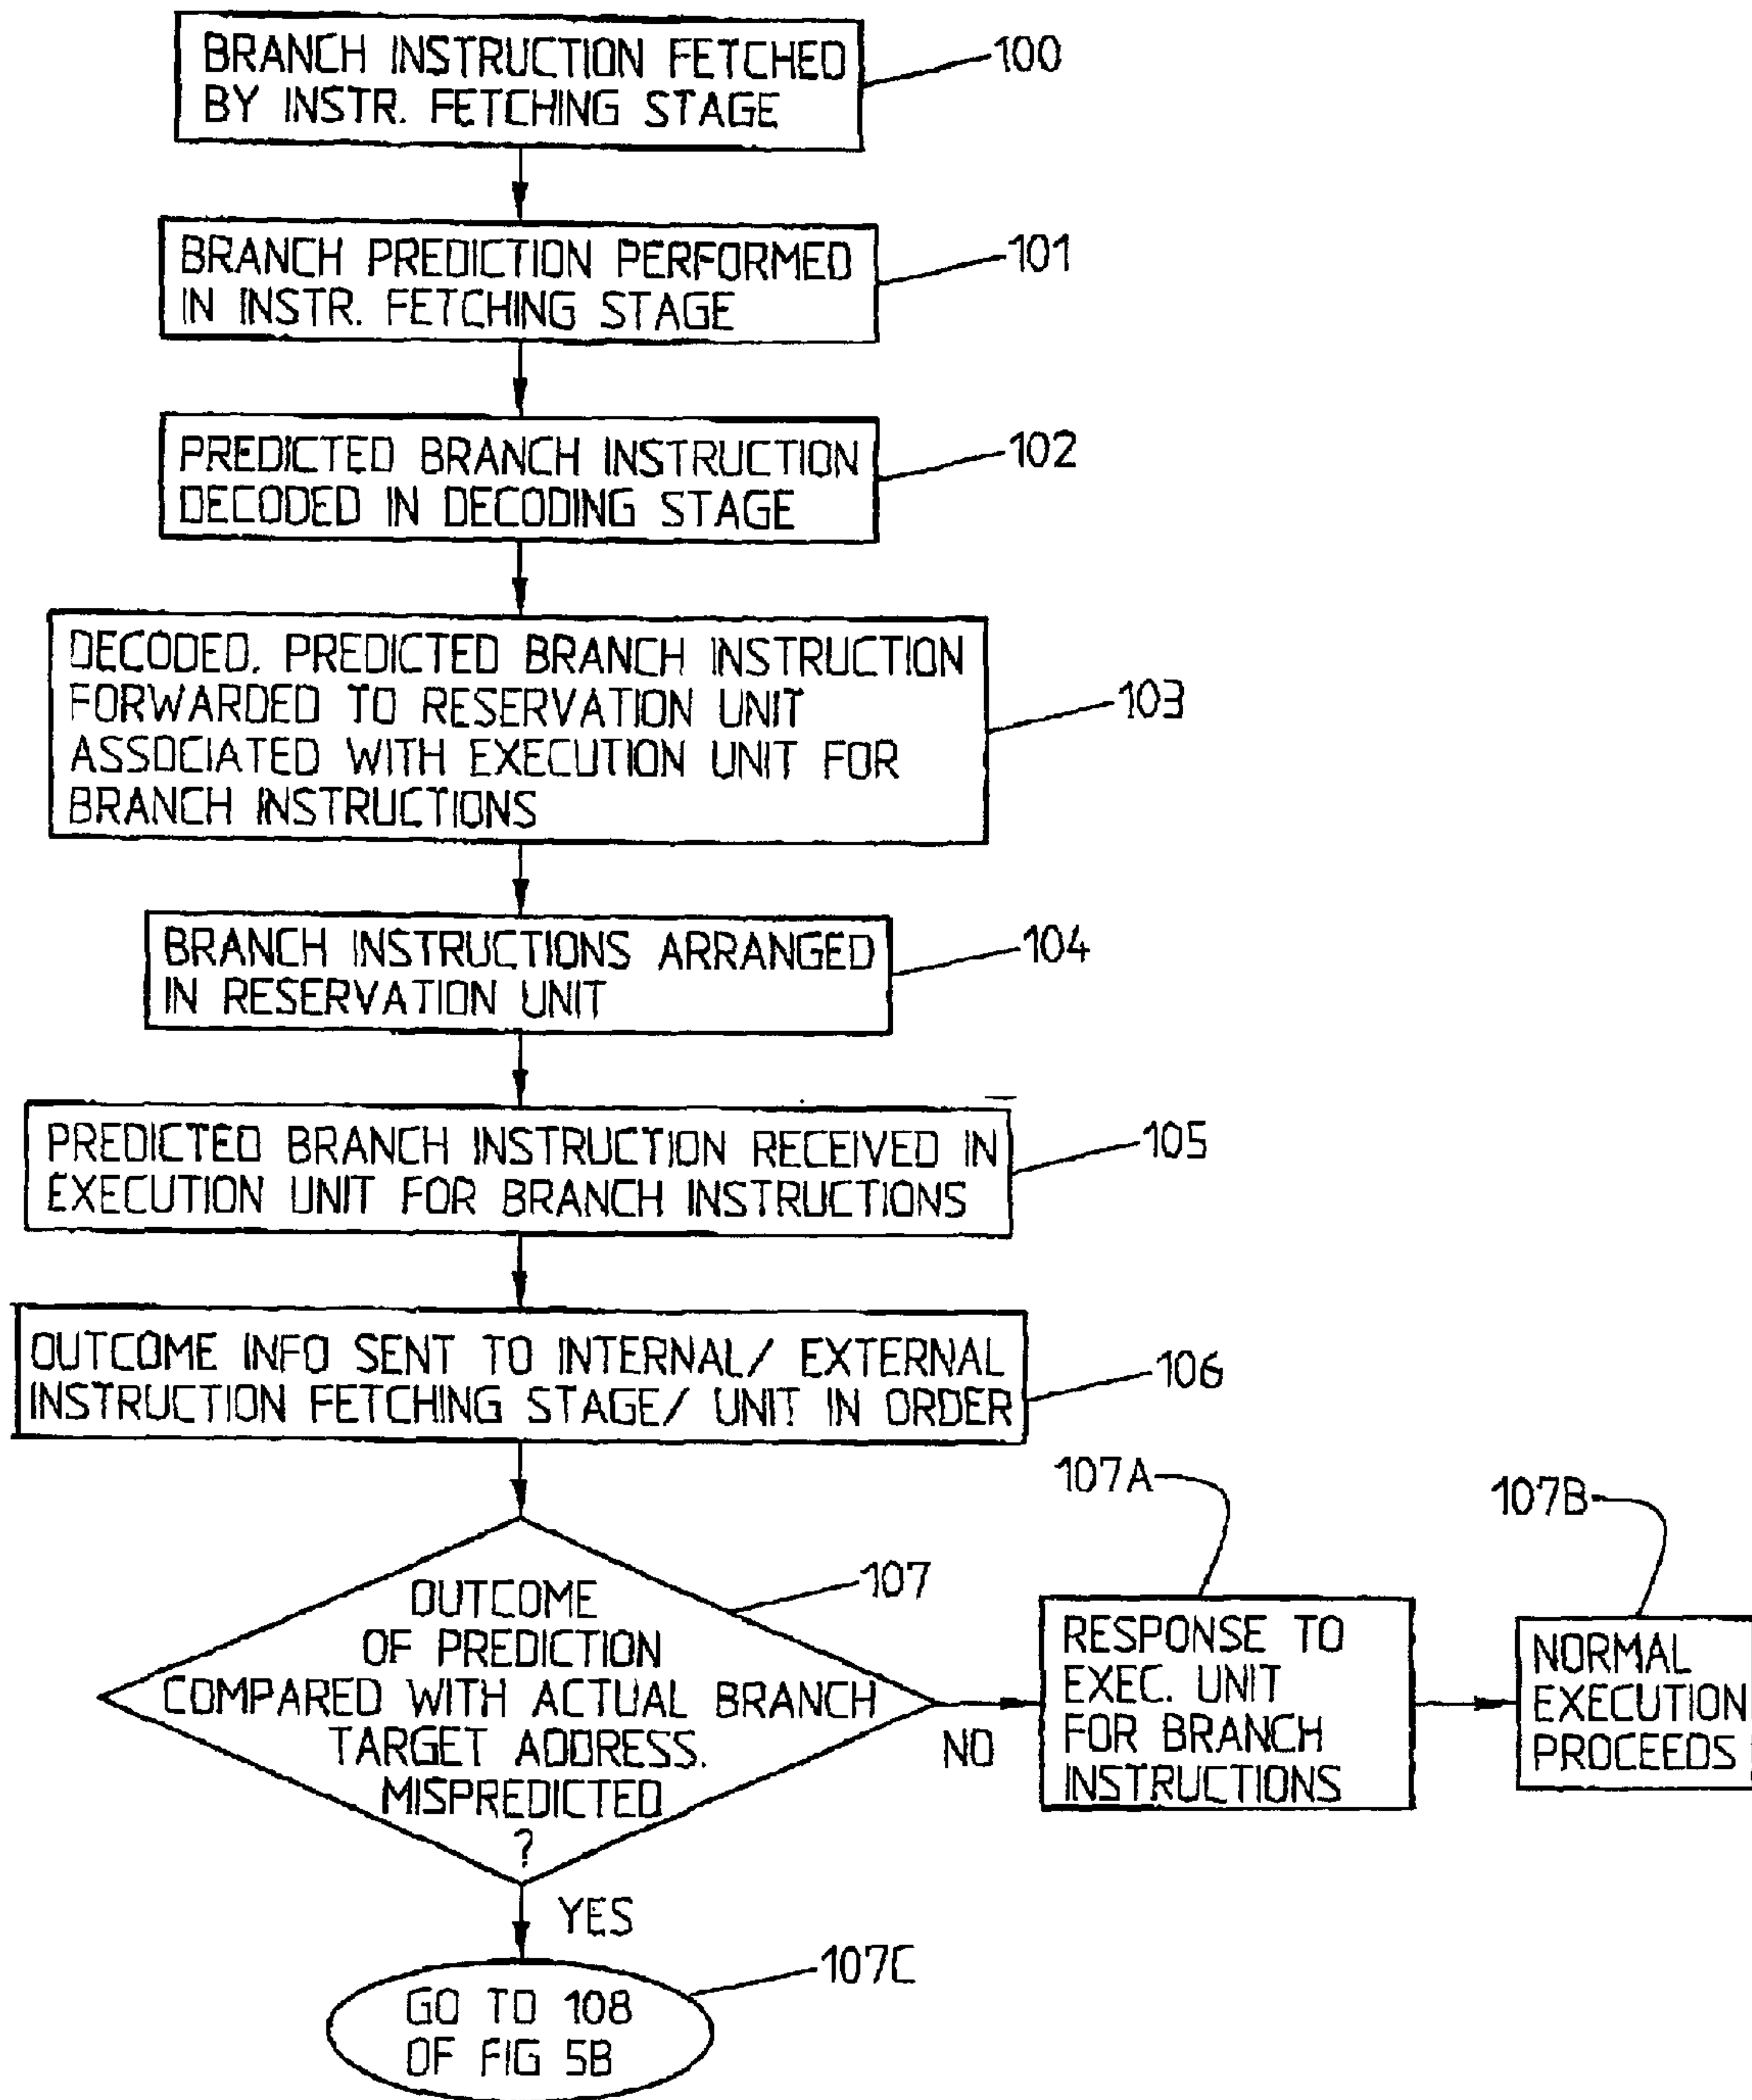 BRANCH INSTRUCTION FETCHED
BY INSTR. FETCHING STAGE
100
BRANCH PREDICTION PERFORMED
IN INSTR. FETCHING STAGE
101
PREDICTED BRANCH INSTRUCTION
DECODED IN DECODING STAGE
102
DECODED, PREDICTED BRANCH INSTRUCTION
FORWARDED TO RESERVATION UNIT
ASSOCIATED WITH EXECUTION UNIT FOR
BRANCH INSTRUCTIONS
103
BRANCH INSTRUCTIONS ARRANGED
IN RESERVATION UNIT
104
PREDICTED BRANCH INSTRUCTION RECEIVED IN
EXECUTION UNIT FOR BRANCH INSTRUCTIONS
105
OUTCOME INFO SENT TO INTERNAL/ EXTERNAL
INSTRUCTION FETCHING STAGE/ UNIT IN ORDER
106
OUTCOME
OF PREDICTION
COMPARED WITH ACTUAL BRANCH
TARGET ADDRESS.
MISPREDICTED
?
107
NO
107A
RESPONSE TO
EXEC. UNIT
FOR BRANCH
INSTRUCTIONS
107B
NORMAL
EXECUTION
PROCEEDS
YES
GO TO 108
OF FIG 5B
107C